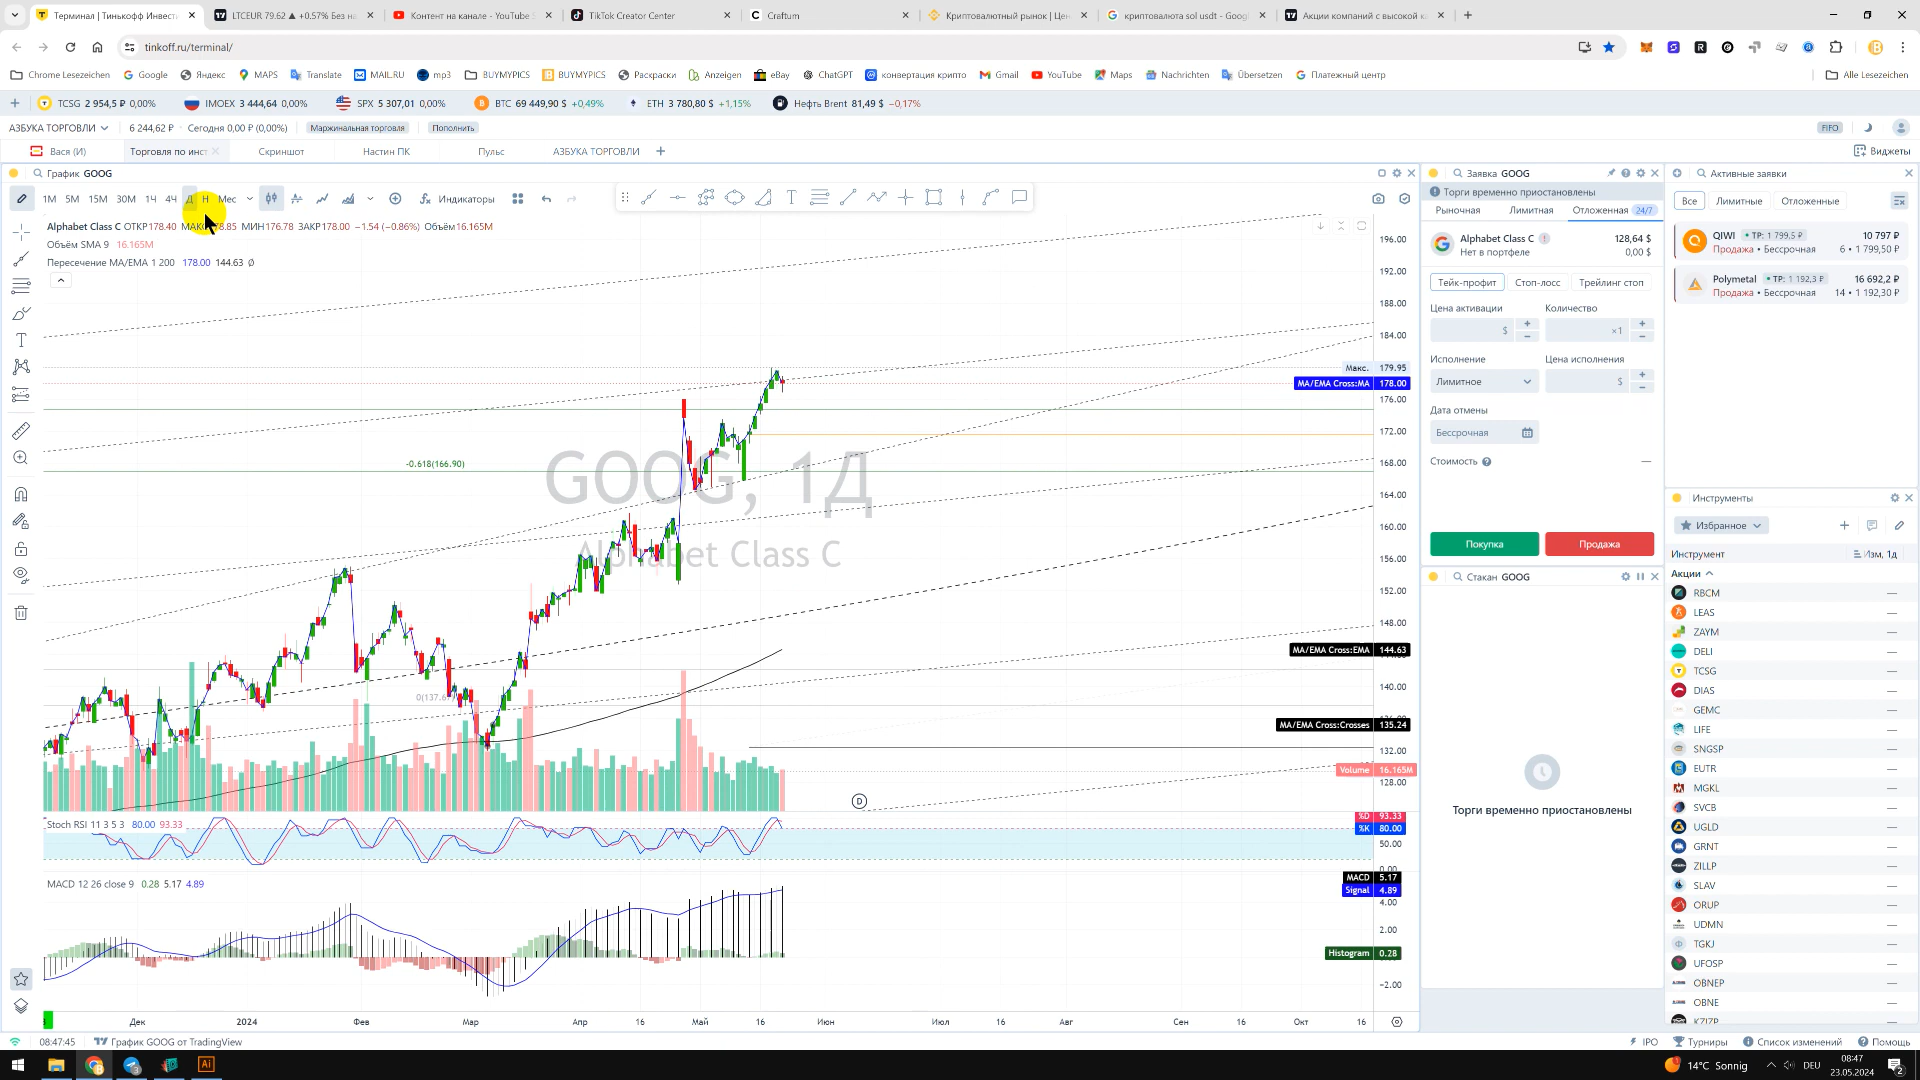 Терминал | Тинькофф Инвест
LTCEUR 79.62 ▲ +0,57% Без на
Контент на канале - YouTube S
TikTok Creator Center
Craftum
Криптовалютный рынок | Цен
криптовалюта sol usdt - Goog
Акции компаний с высокой к
tinkoff.ru/terminal/
Chrome Lesezeichen
Google
Яндекс
MAPS
Translate
MAIL.RU
mp3
BUYMYPICS
BUYMYPICS
Раскраски
Anzeigen
eBay
ChatGPT
конвертация крипто
Gmail
YouTube
Maps
Nachrichten
Übersetzen
Платежный центр
Alle Lesezeichen
TCSG 2 954,5 ₽ 0,00%
IMOEX 3 444,64 0,00%
SPX 5 307,01 0,00%
BTC 69 449,90 $ +0,49%
ETH 3 780,80 $ +1,15%
Нефть Brent 81,49 $ −0,17%
АЗБУКА ТОРГОВЛИ
6 244,62 ₽ · Сегодня 0,00 ₽ (0,00%)
Маржинальная торговля
Пополнить
FIFO
Вася (И)
Торговля по инст
Скриншот
Настин ПК
Пульс
АЗБУКА ТОРГОВЛИ
Виджеты
График GOOG
1М 5М 15М 30М 1Ч 4Ч Д Н Мес
Индикаторы
Alphabet Class C ОТКР178.40 МАКС 78.85 МИН176.78 ЗАКР178.00 −1.54 (−0.86%) Объём16.165M
Объём SMA 9 16.165M
Пересечение MA/EMA 1 200 178.00 144.63 Ø
GOOG, 1Д
Alphabet Class C
-0.618(166.90)
0(137.6
D
196.00
192.00
188.00
184.00
Макс. 179.95
MA/EMA Cross:MA 178.00
176.00
172.00
168.00
164.00
160.00
156.00
152.00
148.00
MA/EMA Cross:EMA 144.63
140.00
MA/EMA Cross:Crosses 135.24
132.00
Volume 16.165M
128.00
Stoch RSI 11 3 5 3 80.00 93.33
%D 93.33
%K 80.00
50.00
0.00
MACD 12 26 close 9 0.28 5.17 4.89
MACD 5.17
Signal 4.89
4.00
2.00
Histogram 0.28
−2.00
Дек 2024 Фев Мар Апр 16 Май 16 Июн Июл 16 Авг Сен 16 Окт 16
08:47:45
График GOOG от TradingView
Заявка GOOG
Торги временно приостановлены
Рыночная Лимитная Отложенная 24/7
Alphabet Class C 128,64 $
Нет в портфеле 0,00 $
Тейк-профит Стоп-лосс Трейлинг стоп
Цена активации Количество
$ + − ×1 + −
Исполнение Цена исполнения
Лимитное $ + −
Дата отмены
Бессрочная
Стоимость —
Покупка Продажа
Стакан GOOG
Торги временно приостановлены
Активные заявки
Все Лимитные Отложенные
QIWI ТР: 1 799,5 ₽ 10 797 ₽
Продажа • Бессрочная 6 • 1 799,50 ₽
Polymetal ТР: 1 192,3 ₽ 16 692,2 ₽
Продажа • Бессрочная 14 • 1 192,30 ₽
Инструменты
Избранное
Инструмент Изм, 1д
Акции
RBCM —
LEAS —
ZAYM —
DELI —
TCSG —
DIAS —
GEMC —
LIFE —
SNGSP —
EUTR —
MGKL —
SVCB —
UGLD —
GRNT —
ZILLP —
SLAV —
ORUP —
UDMN —
TGKJ —
UFOSP —
OBNEP —
OBNE —
KZIZP —
IPO
Турниры
Список изменений
Помощь
14°C Sonnig
DEU
08:47
23.05.2024
2